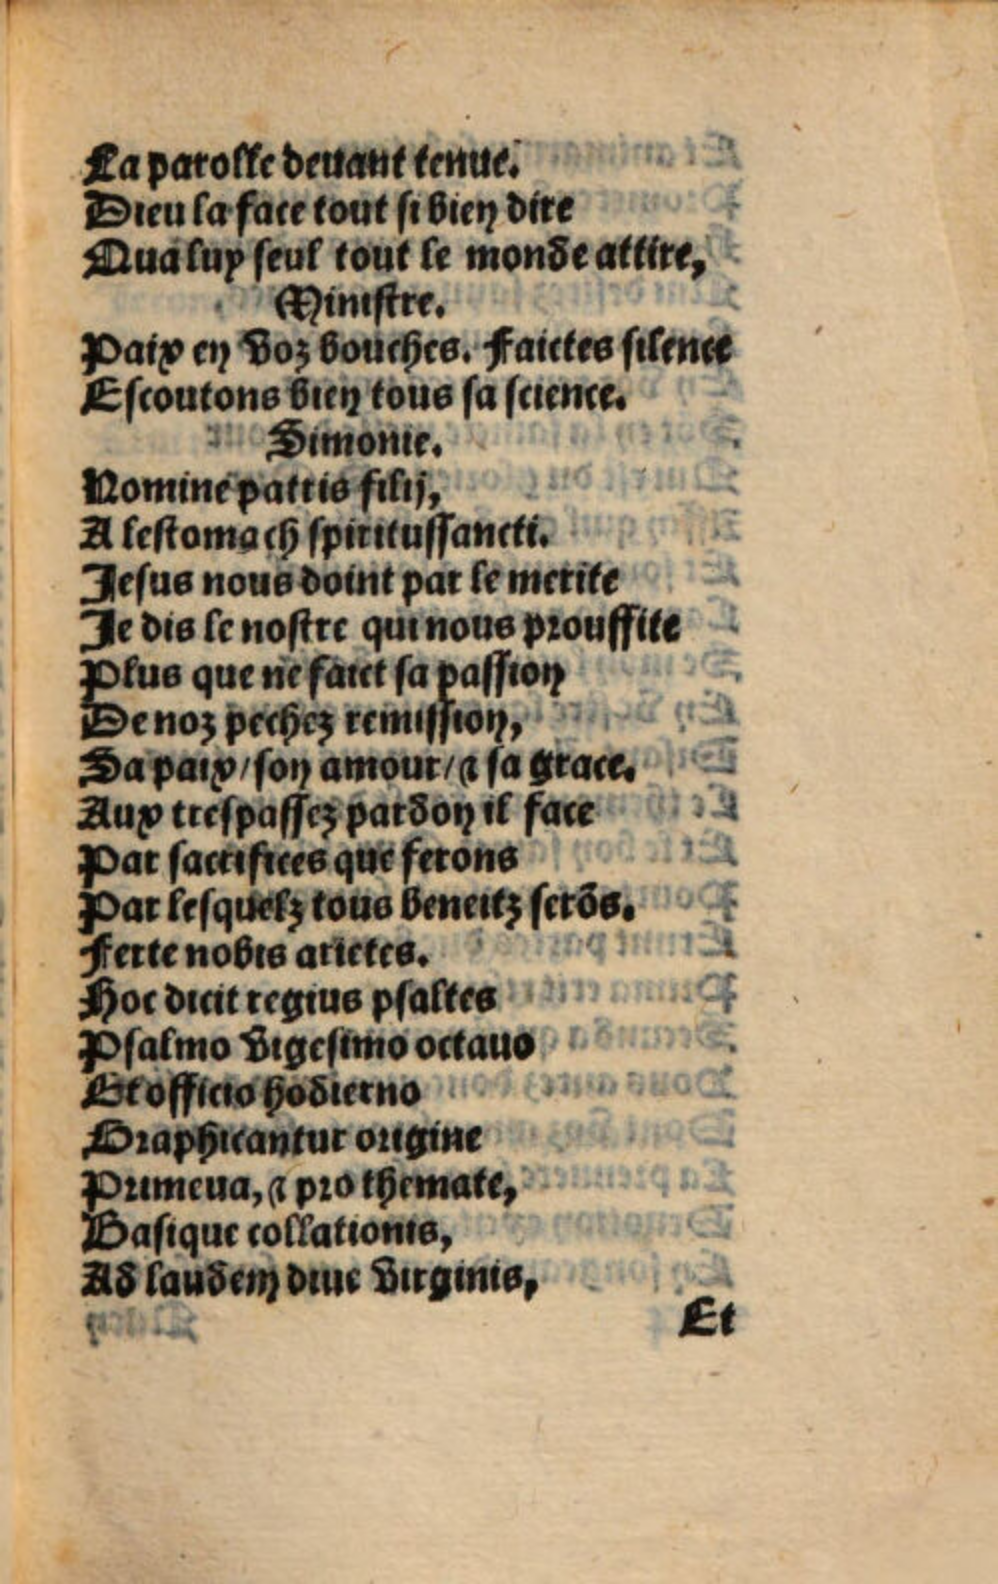 La parolle deuant tenue.
Dieu la face tout si bien dire
Qua luy seul tout le monde attire,
Ministre.
Paix en voz bouches. Faictes silence
Escoutons bien tous sa science.
Simonie.
Nomine patris filij,
A lestomach spiritussancti.
Jesus nous doint par le merite
Je dis le nostre qui nous prouffite
Plus que ne faict sa passion
De noz pechez remission,
Sa paix/son amour/⁊ sa grace.
Aux trespassez pardon il face
Par sacrifices que ferons
Par lesquelz tous beneitz serõs.
Ferte nobis arietes.
Hoc dicit regius psaltes
Psalmo vigesimo octauo
Et officio hodierno
Graphicantur origine
Primeua, ⁊ pro themate,
Basique collationis,
Ad laudem diue virginis,
Et